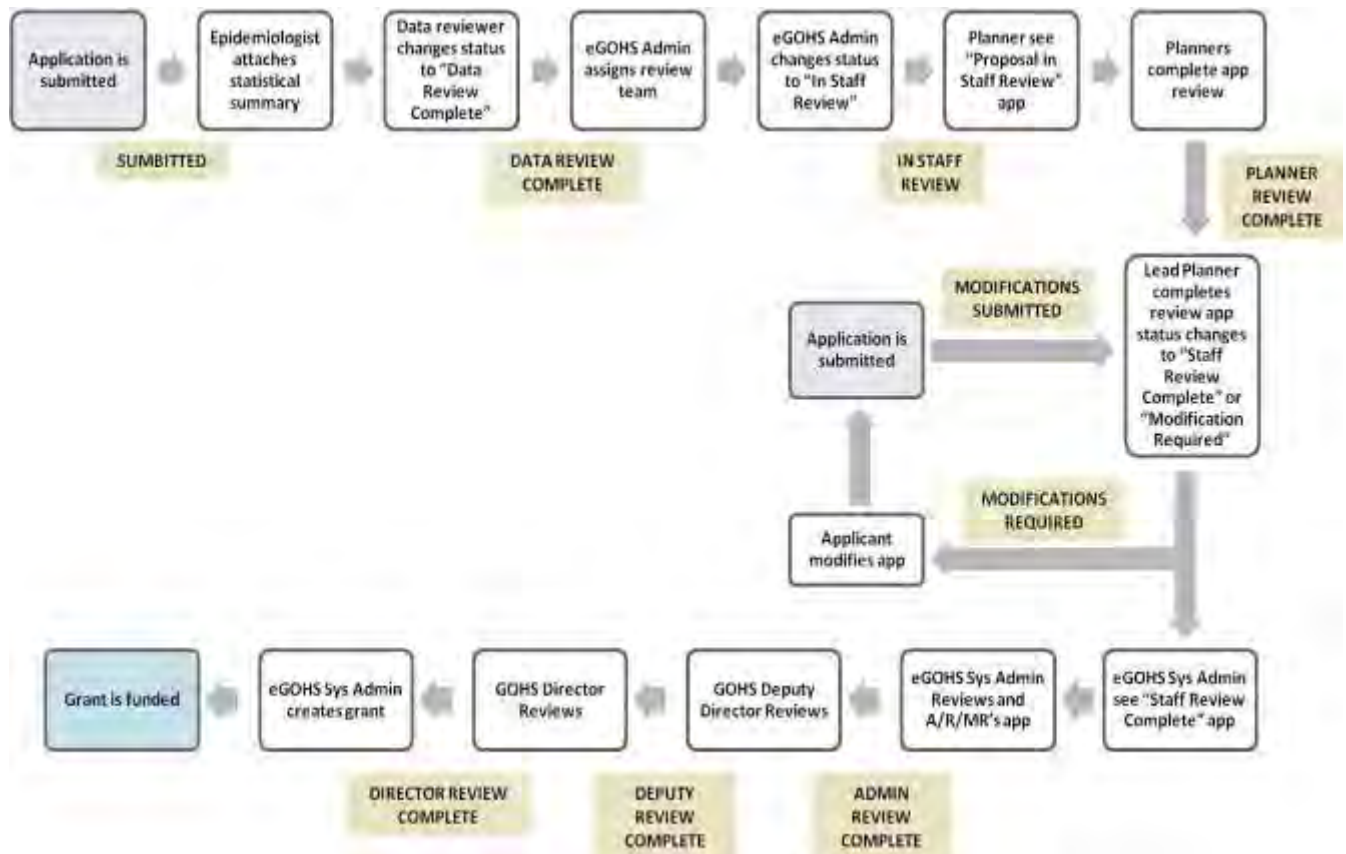 Application is
submitted
Epidemiologist
attaches
statistical
summary
Data reviewer
changes status
to "Data
Review
Complete"
eGOHS Admin
assigns review
team
eGOHS Admin
changes status
to "In Staff
Review"
Planner see
"Proposal in
Staff Review"
app
Planners
complete app
review
SUMBITTED
DATA REVIEW
COMPLETE
IN STAFF
REVIEW
PLANNER
REVIEW
COMPLETE
MODIFICATIONS
SUBMITTED
Application is
submitted
Lead Planner
completes
review app
status changes
to "Staff
Review
Complete" or
"Modification
Required"
MODIFICATIONS
REQUIRED
Applicant
modifies app
Grant is funded
eGOHS Sys Admin
creates grant
GOHS Director
Reviews
GOHS Deputy
Director Reviews
eGOHS Sys Admin
Reviews and
A/R/MR's app
eGOHS Sys Admin
see "Staff Review
Complete" app
DIRECTOR REVIEW
COMPLETE
DEPUTY
REVIEW
COMPLETE
ADMIN
REVIEW
COMPLETE